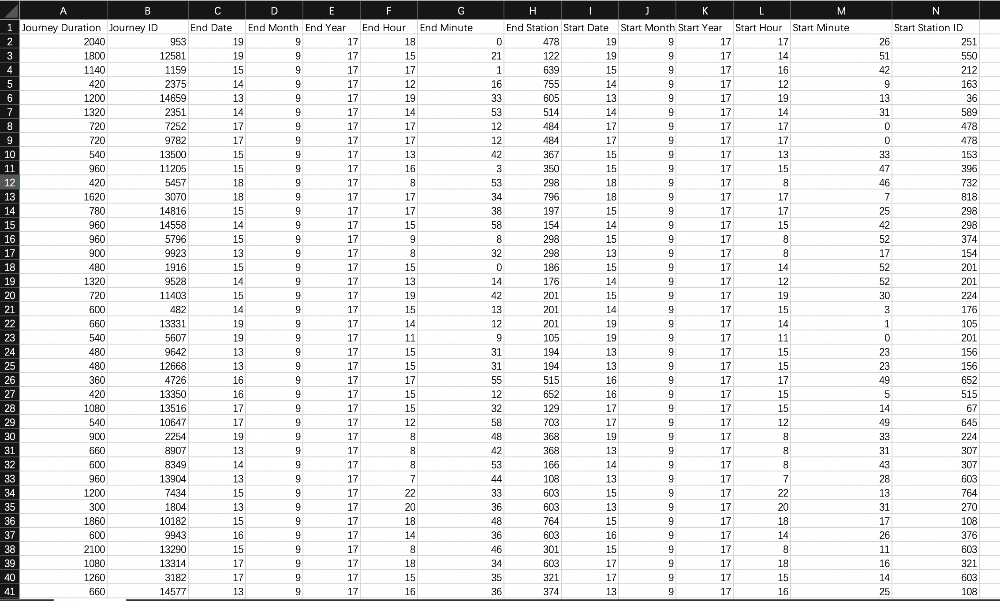 A B C D E F G H I J K L M N
1 Journey Duration Journey ID End Date End Month End Year End Hour End Minute End Station Start Date Start Month Start Year Start Hour Start Minute Start Station ID
2 2040 953 19 9 17 18 0 478 19 9 17 17 26 251
3 1800 12581 19 9 17 15 21 122 19 9 17 14 51 550
4 1140 1159 15 9 17 17 1 639 15 9 17 16 42 212
5 420 2375 14 9 17 12 16 755 14 9 17 12 9 163
6 1200 14659 13 9 17 19 33 605 13 9 17 19 13 36
7 1320 2351 14 9 17 14 53 514 14 9 17 14 31 589
8 720 7252 17 9 17 17 12 484 17 9 17 17 0 478
9 720 9782 17 9 17 17 12 484 17 9 17 17 0 478
10 540 13500 15 9 17 13 42 367 15 9 17 13 33 153
11 960 11205 15 9 17 16 3 350 15 9 17 15 47 396
12 420 5457 18 9 17 8 53 298 18 9 17 8 46 732
13 1620 3070 18 9 17 17 34 796 18 9 17 17 7 818
14 780 14816 15 9 17 17 38 197 15 9 17 17 25 298
15 960 14558 14 9 17 15 58 154 14 9 17 15 42 298
16 960 5796 15 9 17 9 8 298 15 9 17 8 52 374
17 900 9923 13 9 17 8 32 298 13 9 17 8 17 154
18 480 1916 15 9 17 15 0 186 15 9 17 14 52 201
19 1320 9528 14 9 17 13 14 176 14 9 17 12 52 201
20 720 11403 15 9 17 19 42 201 15 9 17 19 30 224
21 600 482 14 9 17 15 13 201 14 9 17 15 3 176
22 660 13331 19 9 17 14 12 201 19 9 17 14 1 105
23 540 5607 19 9 17 11 9 105 19 9 17 11 0 201
24 480 9642 13 9 17 15 31 194 13 9 17 15 23 156
25 480 12668 13 9 17 15 31 194 13 9 17 15 23 156
26 360 4726 16 9 17 17 55 515 16 9 17 17 49 652
27 420 13350 16 9 17 15 12 652 16 9 17 15 5 515
28 1080 13516 17 9 17 15 32 129 17 9 17 15 14 67
29 540 10647 17 9 17 12 58 703 17 9 17 12 49 645
30 900 2254 19 9 17 8 48 368 19 9 17 8 33 224
31 660 8907 13 9 17 8 42 368 13 9 17 8 31 307
32 600 8349 14 9 17 8 53 166 14 9 17 8 43 307
33 960 13904 13 9 17 7 44 108 13 9 17 7 28 603
34 1200 7434 15 9 17 22 33 603 15 9 17 22 13 764
35 300 1804 13 9 17 20 36 603 13 9 17 20 31 270
36 1860 10182 15 9 17 18 48 764 15 9 17 18 17 108
37 600 9943 16 9 17 14 36 603 16 9 17 14 26 376
38 2100 13290 15 9 17 8 46 301 15 9 17 8 11 603
39 1080 13314 17 9 17 18 34 603 17 9 17 18 16 321
40 1260 3182 17 9 17 15 35 321 17 9 17 15 14 603
41 660 14577 13 9 17 16 36 374 13 9 17 16 25 108